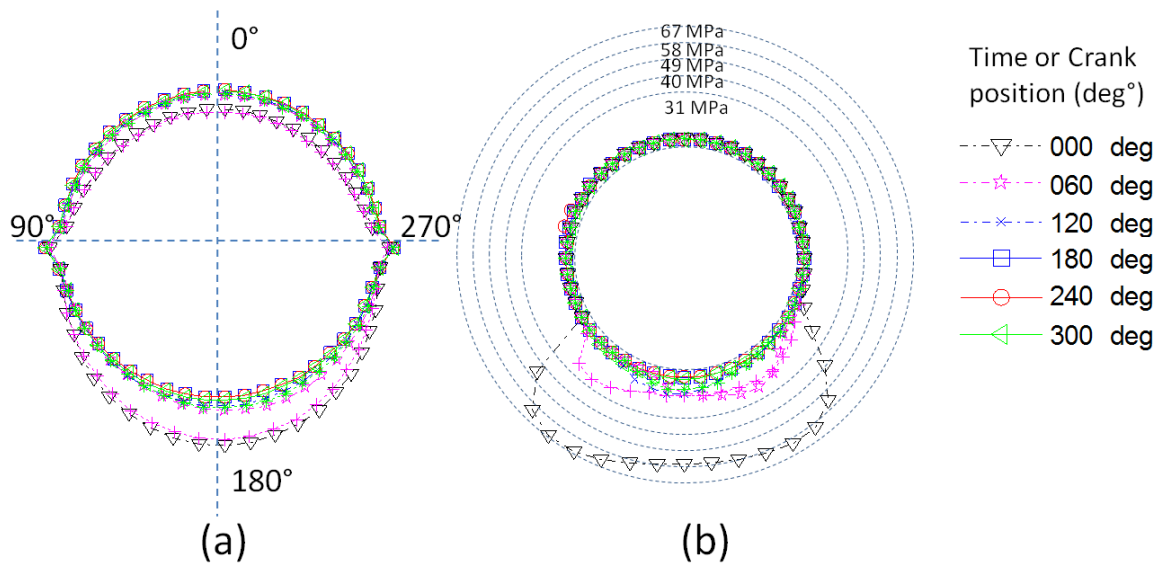 0°
90°
270°
180°
(a)
67 MPa
58 MPa
49 MPa
40 MPa
31 MPa
(b)
Time or Crank
position (deg°)
000 deg
060 deg
120 deg
180 deg
240 deg
300 deg